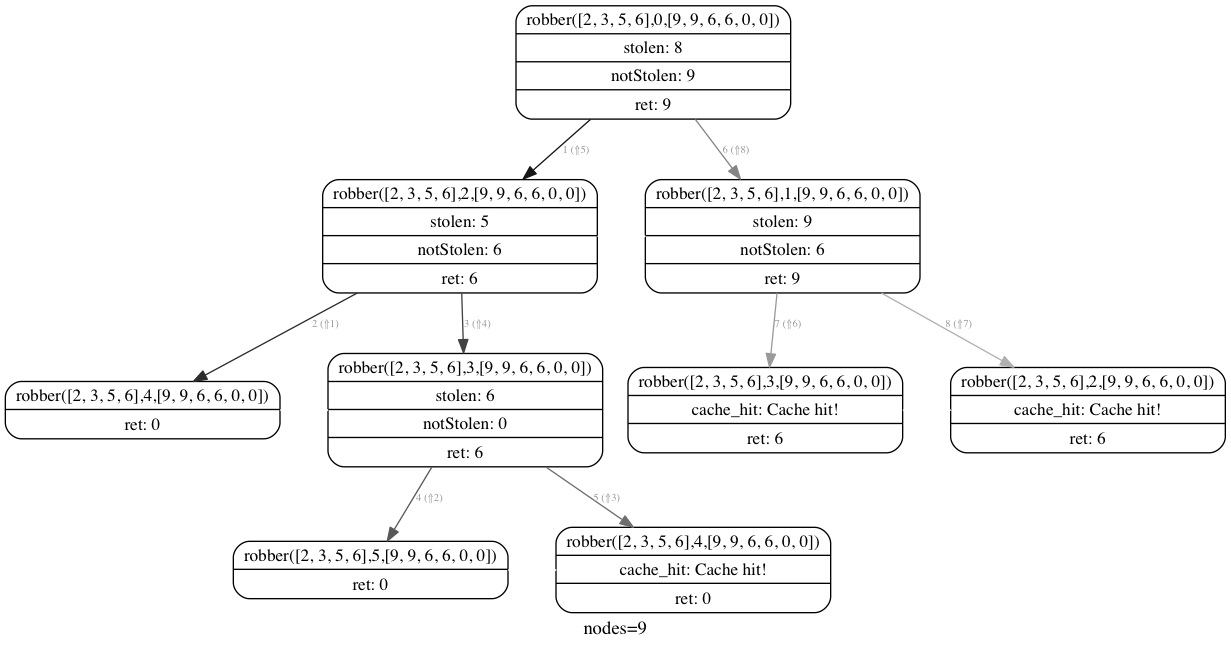 robber([2, 3, 5, 6],0,[9, 9, 6, 6, 0, 0])
stolen: 8
notStolen: 9
ret: 9
1 (⇑5)
6 (⇑8)
robber([2, 3, 5, 6],2,[9, 9, 6, 6, 0, 0])
stolen: 5
notStolen: 6
ret: 6
robber([2, 3, 5, 6],1,[9, 9, 6, 6, 0, 0])
stolen: 9
notStolen: 6
ret: 9
2 (⇑1)
3 (⇑4)
7 (⇑6)
8 (⇑7)
robber([2, 3, 5, 6],4,[9, 9, 6, 6, 0, 0])
ret: 0
robber([2, 3, 5, 6],3,[9, 9, 6, 6, 0, 0])
stolen: 6
notStolen: 0
ret: 6
robber([2, 3, 5, 6],3,[9, 9, 6, 6, 0, 0])
cache_hit: Cache hit!
ret: 6
robber([2, 3, 5, 6],2,[9, 9, 6, 6, 0, 0])
cache_hit: Cache hit!
ret: 6
4 (⇑2)
5 (⇑3)
robber([2, 3, 5, 6],5,[9, 9, 6, 6, 0, 0])
ret: 0
robber([2, 3, 5, 6],4,[9, 9, 6, 6, 0, 0])
cache_hit: Cache hit!
ret: 0
nodes=9